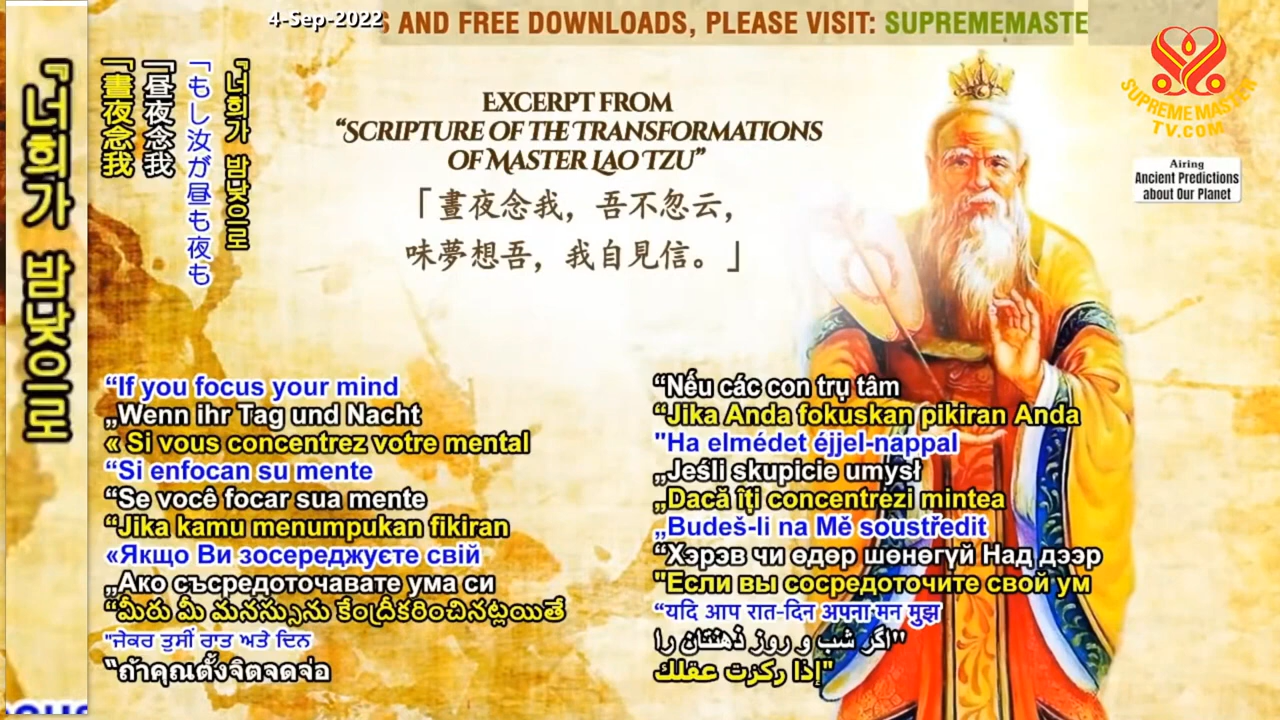 4-Sep-2022
AND FREE DOWNLOADS, PLEASE VISIT: SUPREMEMASTE
SUPREME MASTER
TV.COM
Airing
Ancient Predictions
about Our Planet
EXCERPT FROM
“SCRIPTURE OF THE TRANSFORMATIONS
OF MASTER LAO TZU”
「晝夜念我，吾不忽云，
味夢想吾，我自見信。」
『너희가 밤낮으로
「晝夜念我
「昼夜念我
「もし汝が昼も夜も
『너희가 밤낮으로
“If you focus your mind
„Wenn ihr Tag und Nacht
« Si vous concentrez votre mental
“Si enfocan su mente
“Se você focar sua mente
“Jika kamu menumpukan fikiran
«Якщо Ви зосереджуєте свій
„Ако съсредоточавате ума си
“మీరు మీ మనస్సును కేంద్రీకరించినట్లయితే
"ਜੇਕਰ ਤੁਸੀਂ ਰਾਤ ਅਤੇ ਦਿਨ
“ถ้าคุณตั้งจิตจดจ่อ
“Nếu các con trụ tâm
“Jika Anda fokuskan pikiran Anda
"Ha elmédet éjjel-nappal
„Jeśli skupicie umysł
„Dacă îți concentrezi mintea
„Budeš-li na Mě soustředit
“Хэрэв чи өдөр шөнөгүй Над дээр
"Если вы сосредоточите свой ум
“यदि आप रात-दिन अपना मन मुझ
"اگر شب و روز ذهنتان را
"إذا ركزت عقلك